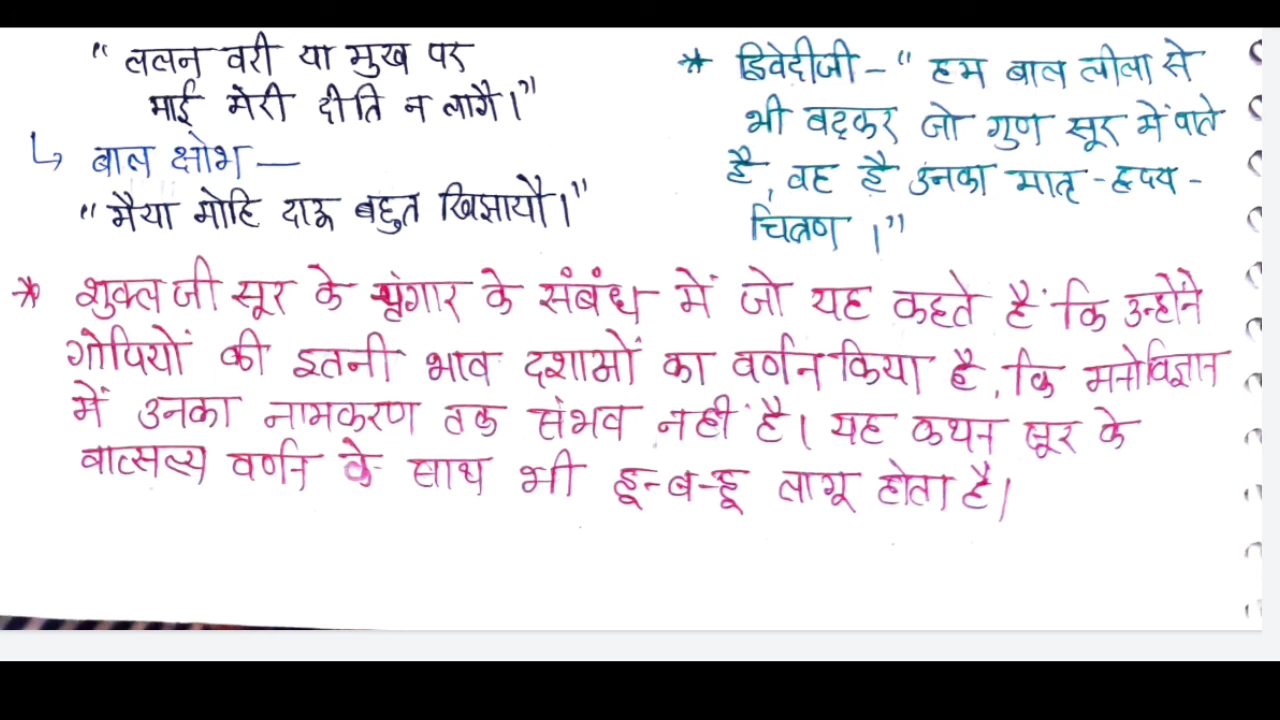 “ ललन वरी या मुख पर
माई मेरी दीति न लागै।”
↳ बाल क्षोभ —
“ मैया मोहि दाऊ बहुत खिझायौ।”
* द्विवेदीजी – “ हम बाल लीला से
भी बढ़कर जो गुण सूर में पाते
है, वह है उनका मातृ - हृदय -
चित्रण ।”
* शुक्ल जी सूर के शृंगार के संबंध में जो यह कहते हैं कि उन्होंने
गोपियों की इतनी भाव दशाओं का वर्णन किया है, कि मनोविज्ञान
में उनका नामकरण तक संभव नहीं है। यह कथन सूर के
वात्सल्य वर्णन के साथ भी हू-ब-हू लागू होता है।